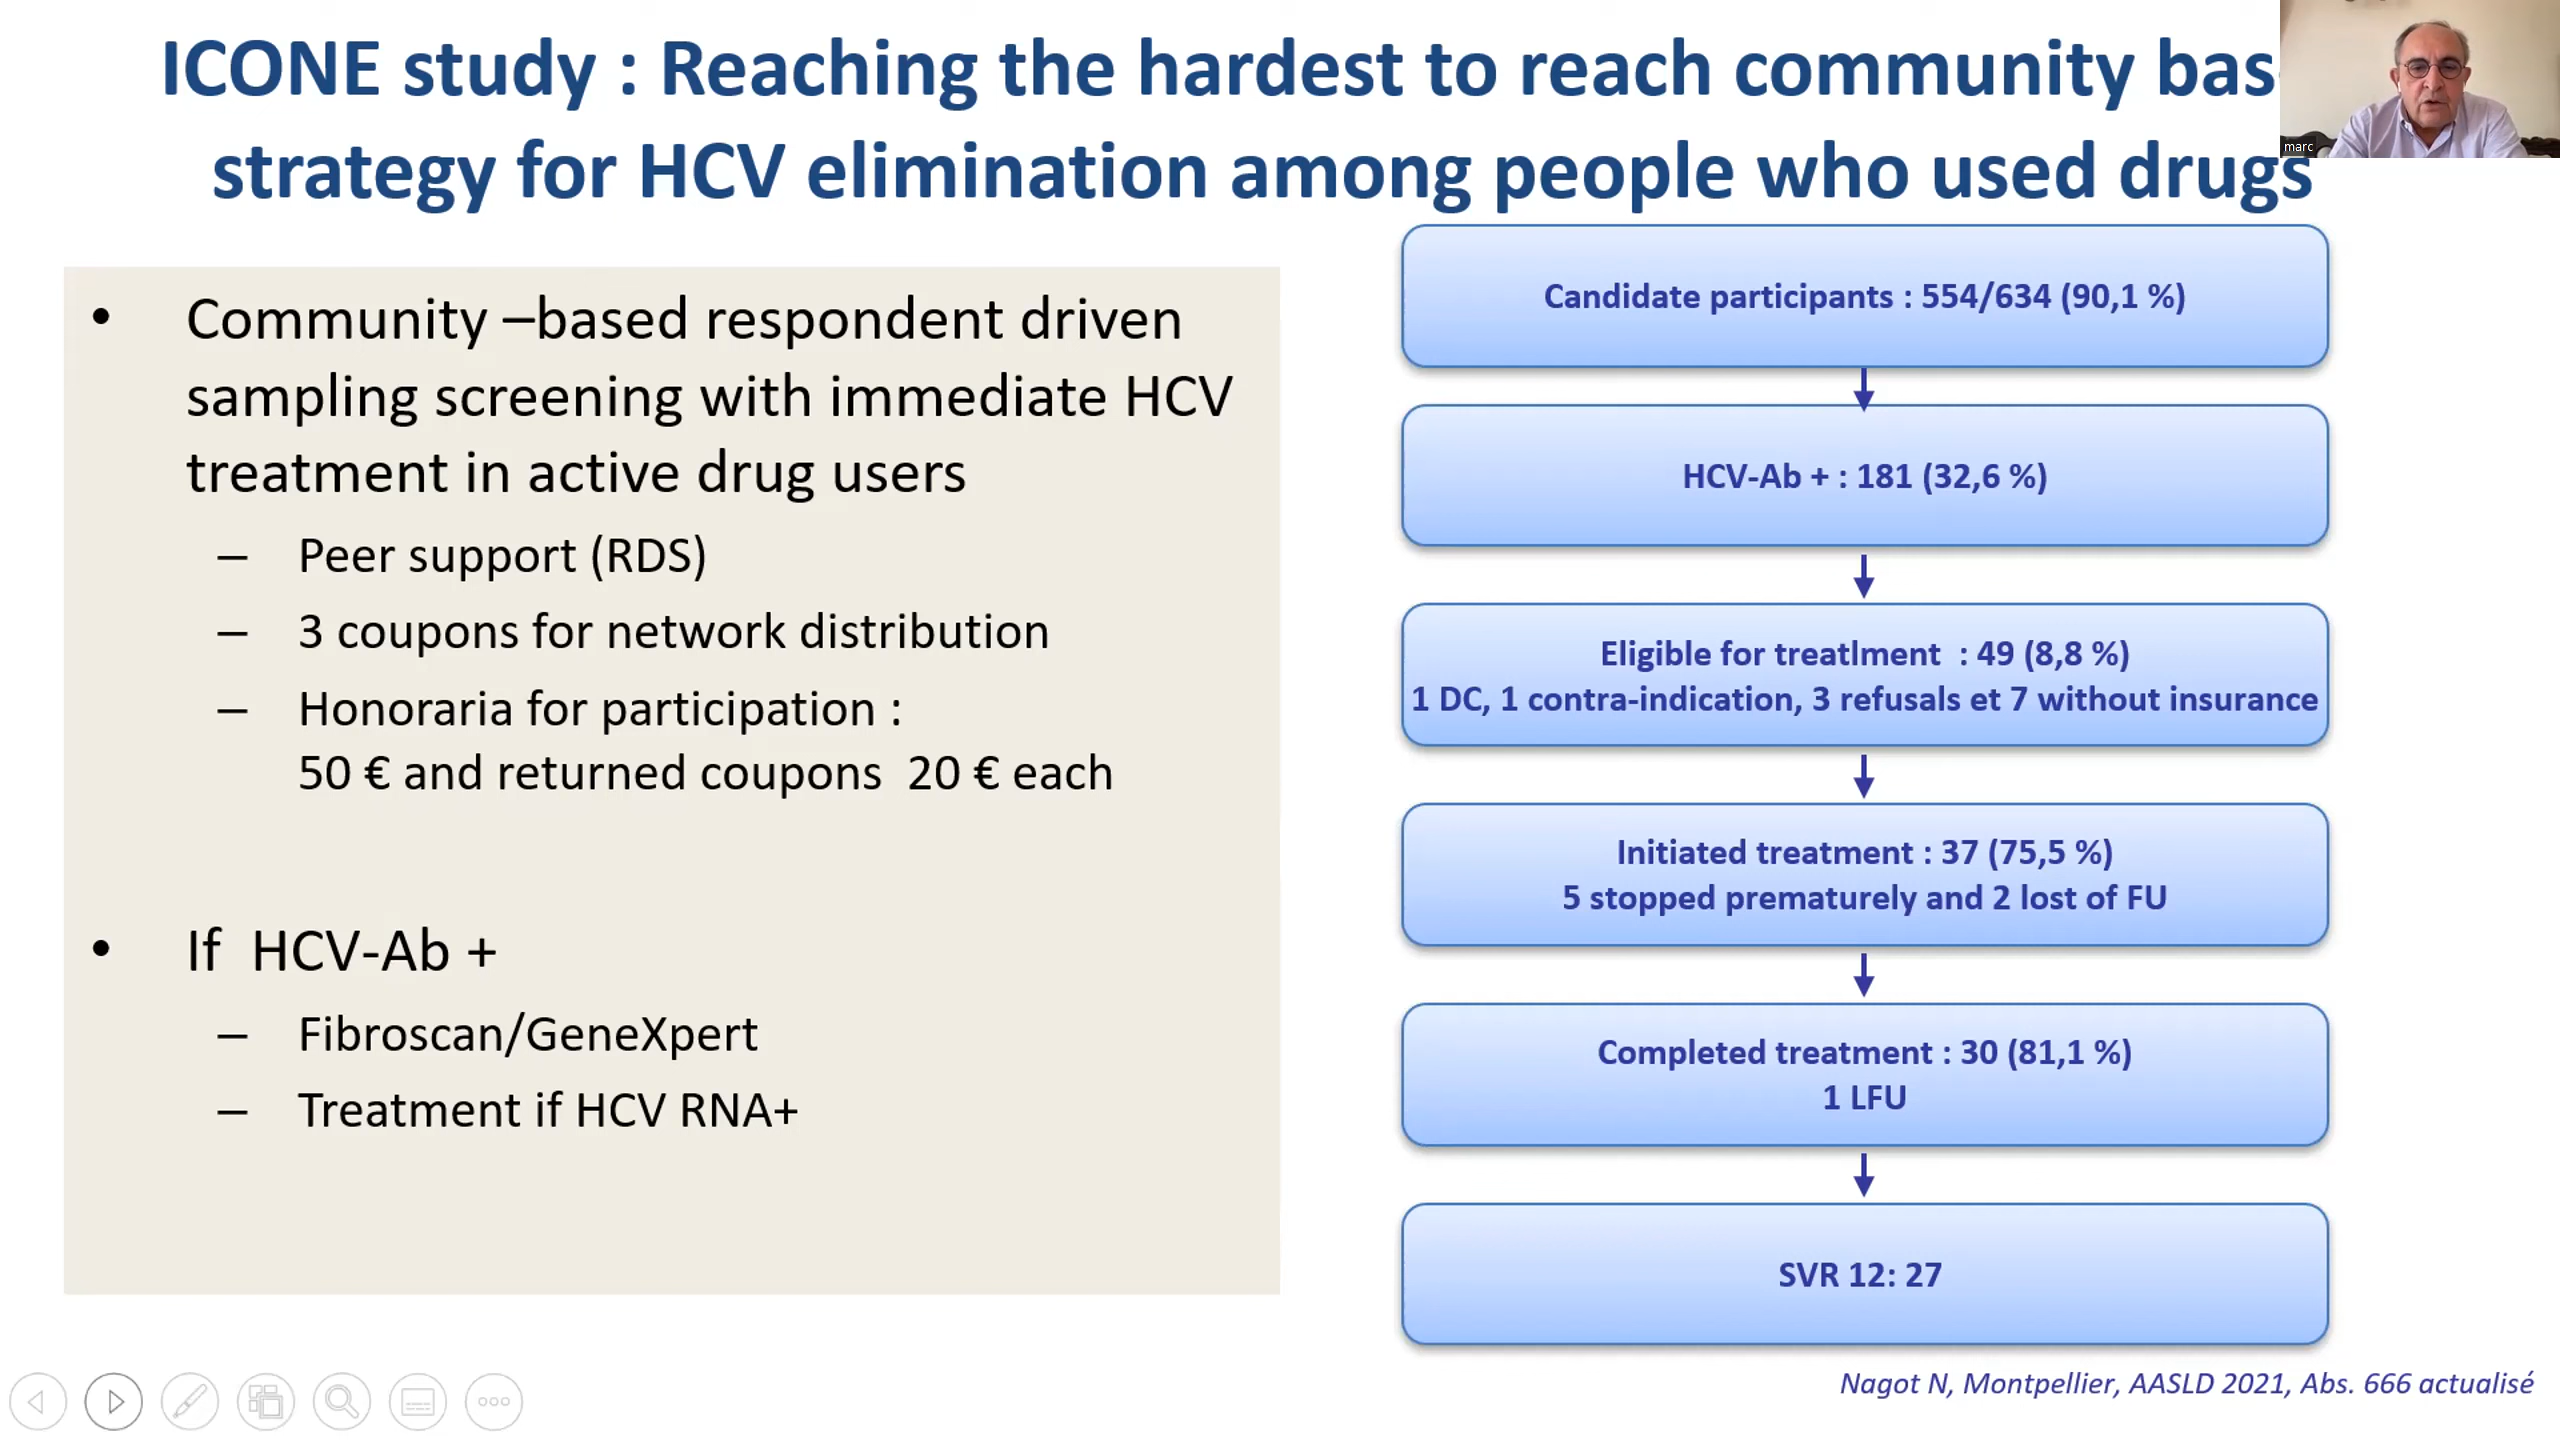 ICONE study : Reaching the hardest to reach community bas
strategy for HCV elimination among people who used drugs
marc
• Community –based respondent driven
sampling screening with immediate HCV
treatment in active drug users
– Peer support (RDS)
– 3 coupons for network distribution
– Honoraria for participation :
50 € and returned coupons 20 € each
• If HCV-Ab +
– Fibroscan/GeneXpert
– Treatment if HCV RNA+
Candidate participants : 554/634 (90,1 %)
HCV-Ab + : 181 (32,6 %)
Eligible for treatlment : 49 (8,8 %)
1 DC, 1 contra-indication, 3 refusals et 7 without insurance
Initiated treatment : 37 (75,5 %)
5 stopped prematurely and 2 lost of FU
Completed treatment : 30 (81,1 %)
1 LFU
SVR 12: 27
Nagot N, Montpellier, AASLD 2021, Abs. 666 actualisé